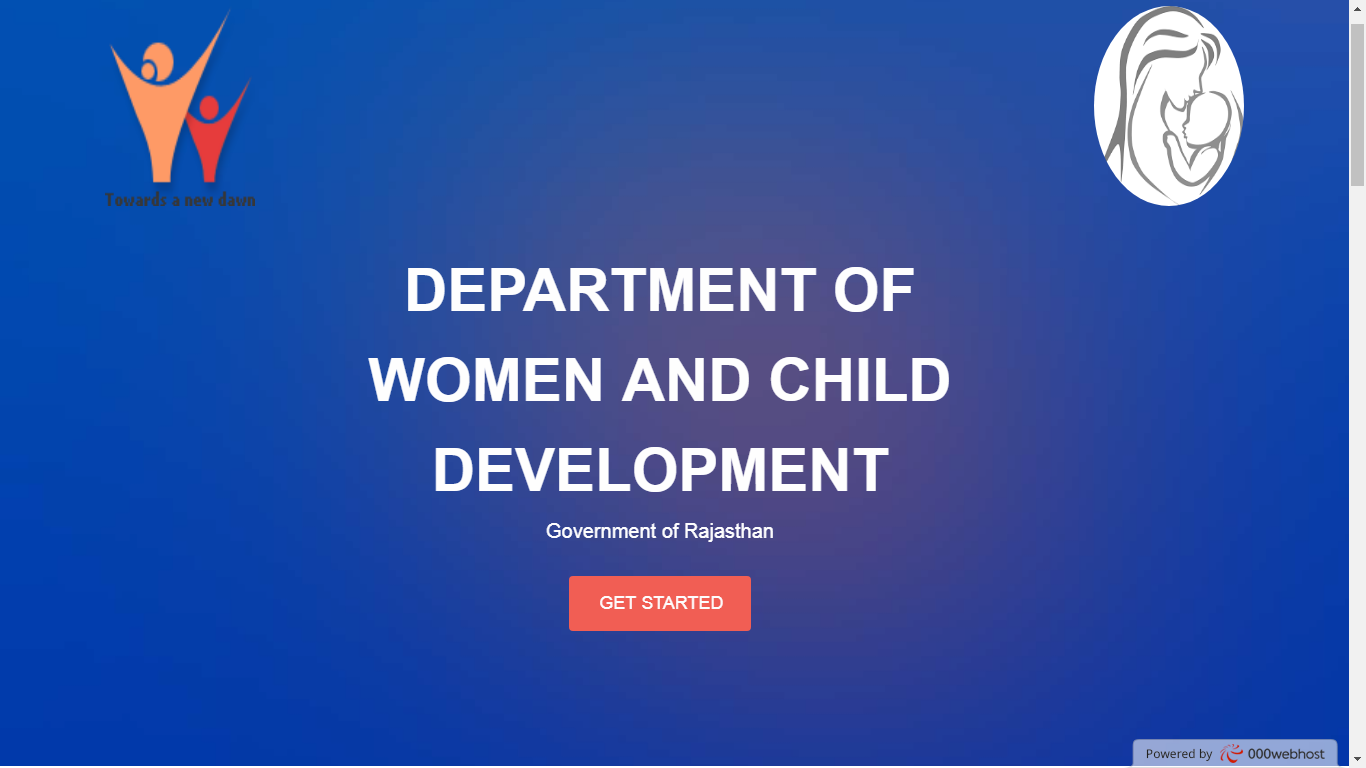 Towards a new dawn
DEPARTMENT OF
WOMEN AND CHILD
DEVELOPMENT
Government of Rajasthan
GET STARTED
Powered by 000webhost